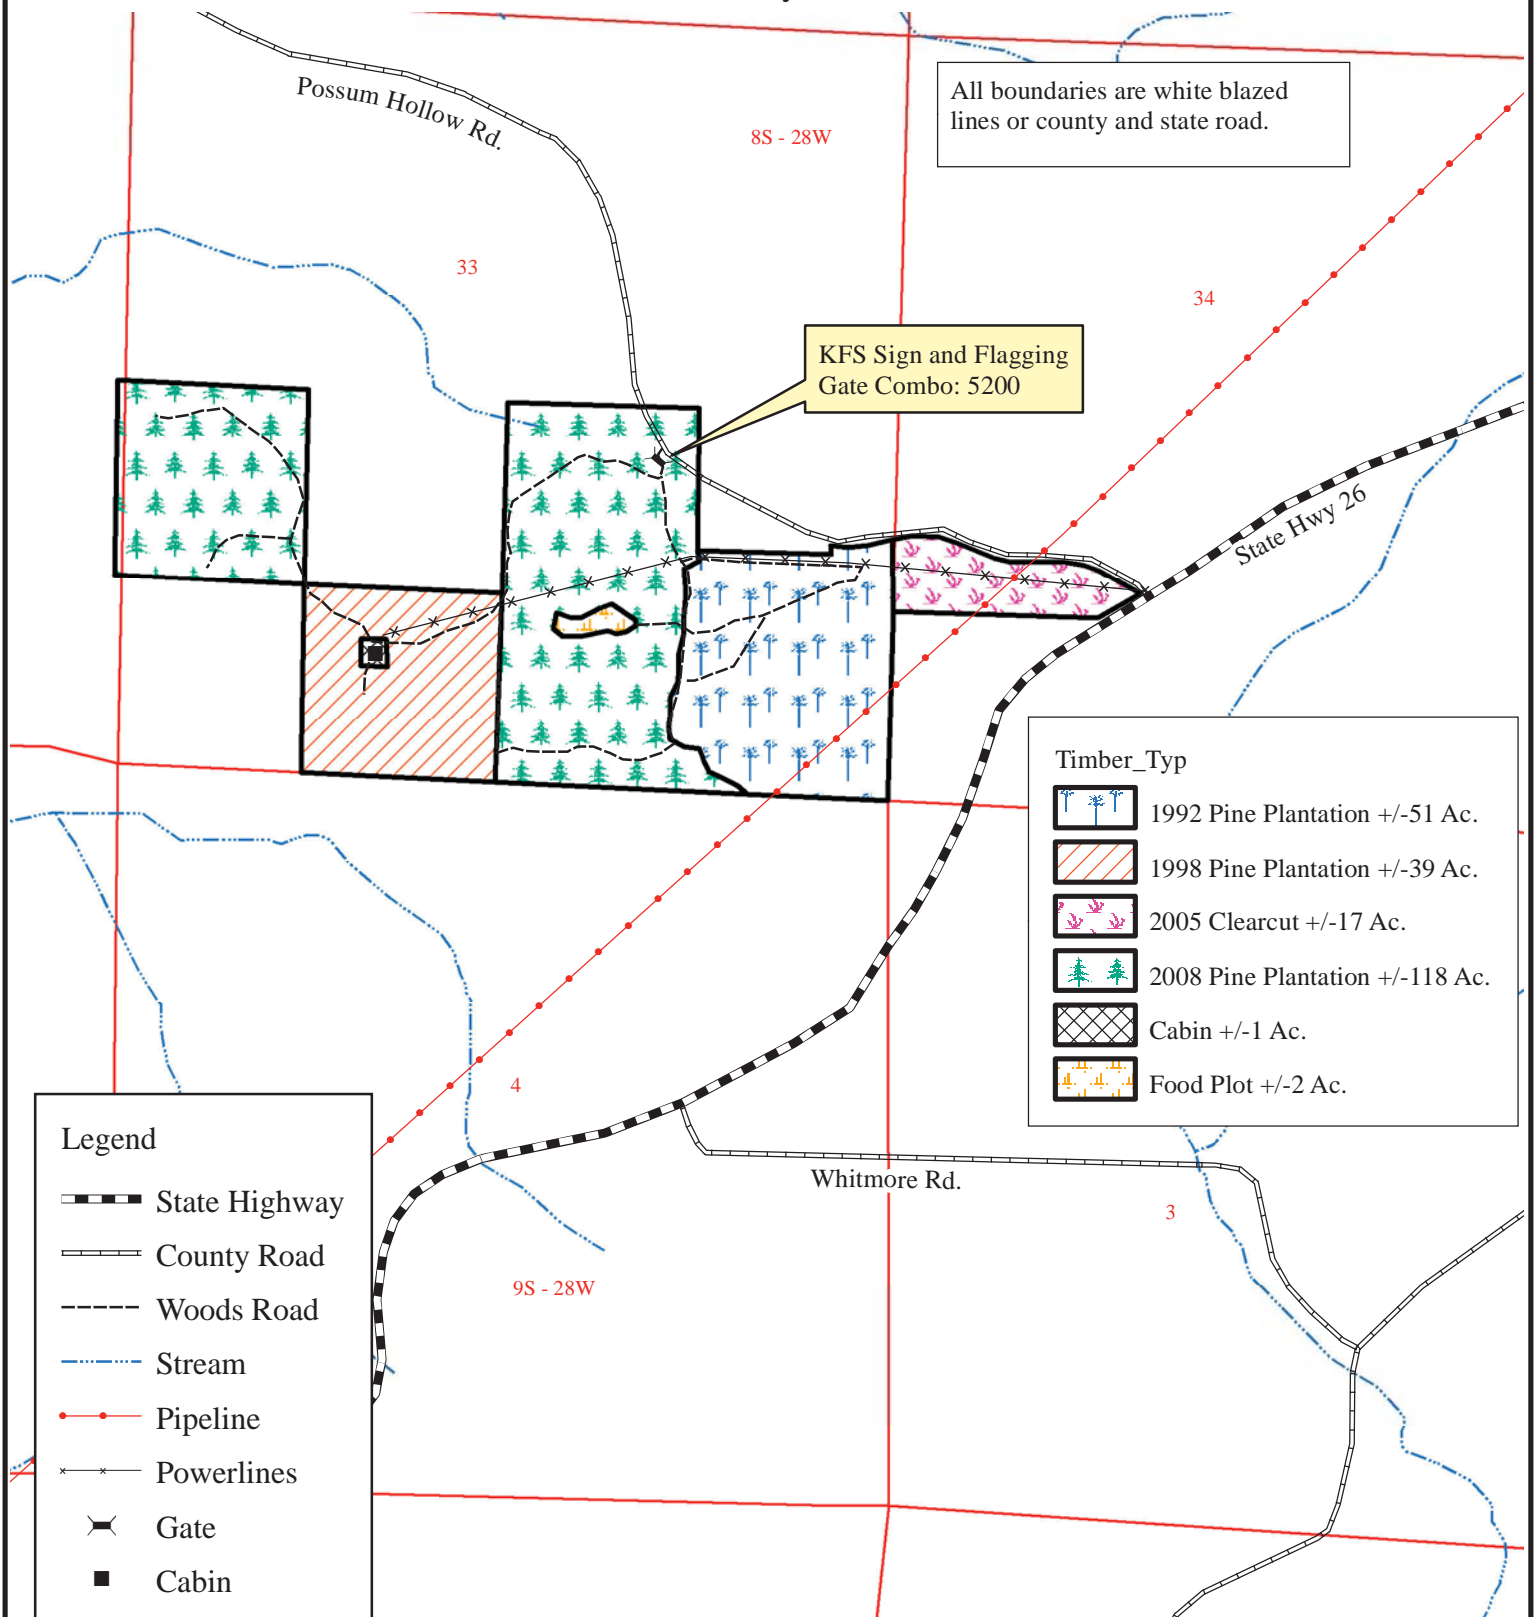 Possum Hollow Rd.
8S - 28W
All boundaries are white blazed
lines or county and state road.
33
34
KFS Sign and Flagging
Gate Combo: 5200
State Hwy 26
Timber_Typ
1992 Pine Plantation +/-51 Ac.
1998 Pine Plantation +/-39 Ac.
2005 Clearcut +/-17 Ac.
2008 Pine Plantation +/-118 Ac.
Cabin +/-1 Ac.
Food Plot +/-2 Ac.
4
Whitmore Rd.
3
9S - 28W
Legend
State Highway
County Road
Woods Road
Stream
Pipeline
Powerlines
Gate
Cabin